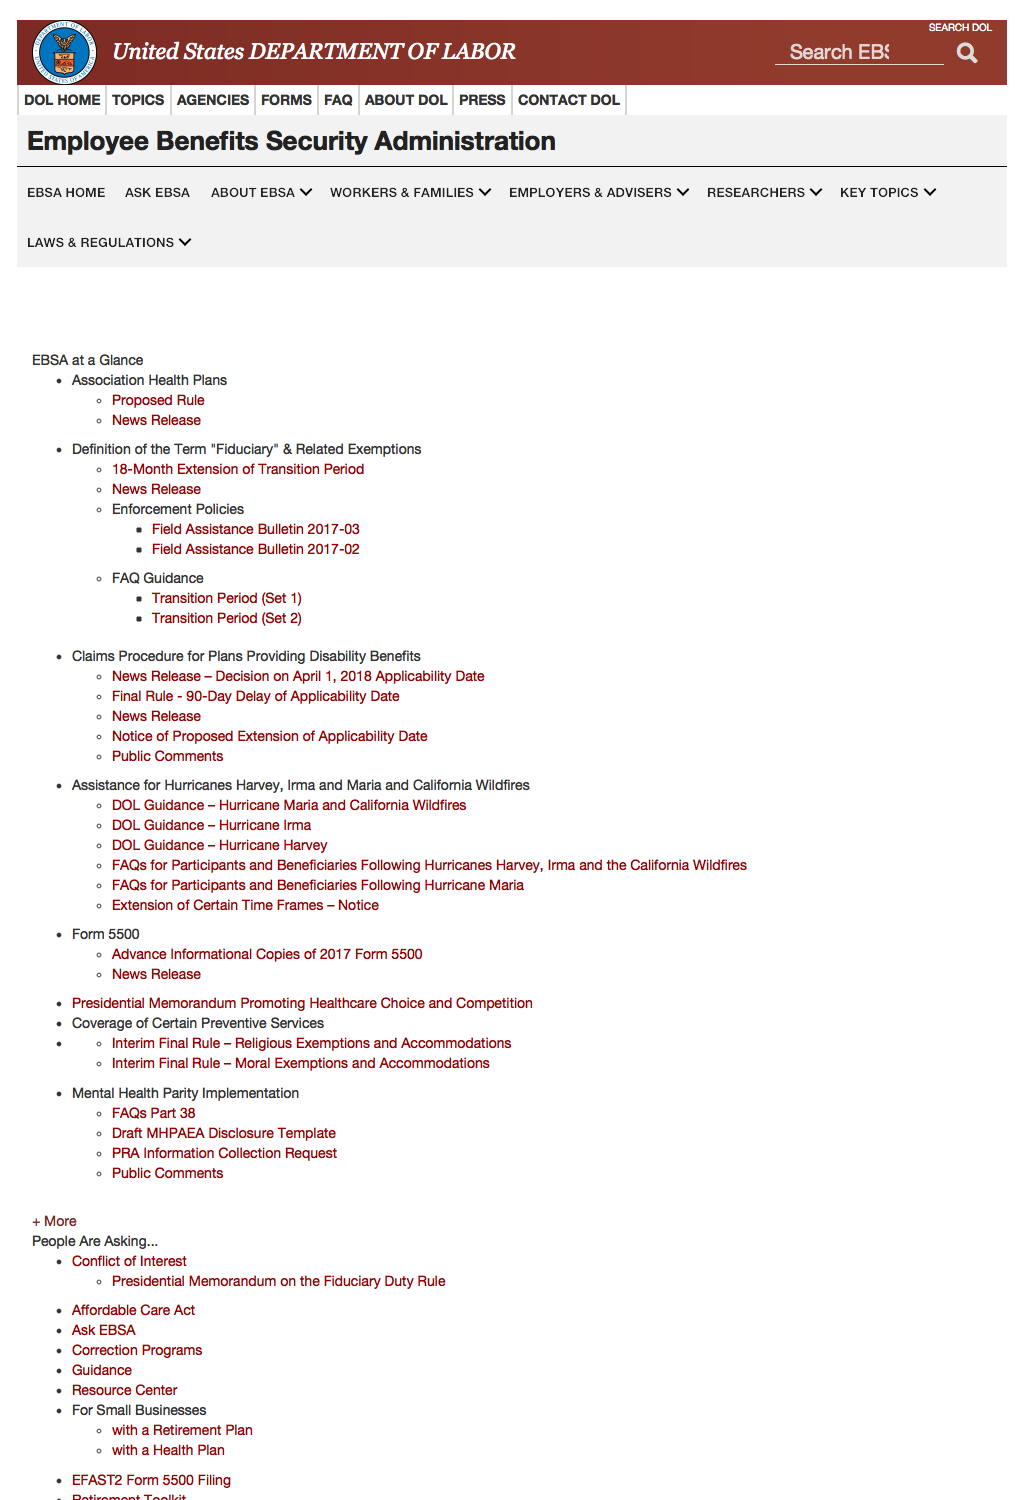 SEARCH DOL
United States DEPARTMENT OF LABOR
Search EBS
DOL HOME
TOPICS
AGENCIES
FORMS
FAQ
ABOUT DOL
PRESS
CONTACT DOL
Employee Benefits Security Administration
EBSA HOME
ASK EBSA
ABOUT EBSA
WORKERS & FAMILIES
EMPLOYERS & ADVISERS
RESEARCHERS
KEY TOPICS
LAWS & REGULATIONS
EBSA at a Glance
Association Health Plans
Proposed Rule
News Release
Definition of the Term "Fiduciary" & Related Exemptions
18-Month Extension of Transition Period
News Release
Enforcement Policies
Field Assistance Bulletin 2017-03
Field Assistance Bulletin 2017-02
FAQ Guidance
Transition Period (Set 1)
Transition Period (Set 2)
Claims Procedure for Plans Providing Disability Benefits
News Release – Decision on April 1, 2018 Applicability Date
Final Rule - 90-Day Delay of Applicability Date
News Release
Notice of Proposed Extension of Applicability Date
Public Comments
Assistance for Hurricanes Harvey, Irma and Maria and California Wildfires
DOL Guidance – Hurricane Maria and California Wildfires
DOL Guidance – Hurricane Irma
DOL Guidance – Hurricane Harvey
FAQs for Participants and Beneficiaries Following Hurricanes Harvey, Irma and the California Wildfires
FAQs for Participants and Beneficiaries Following Hurricane Maria
Extension of Certain Time Frames – Notice
Form 5500
Advance Informational Copies of 2017 Form 5500
News Release
Presidential Memorandum Promoting Healthcare Choice and Competition
Coverage of Certain Preventive Services
Interim Final Rule – Religious Exemptions and Accommodations
Interim Final Rule – Moral Exemptions and Accommodations
Mental Health Parity Implementation
FAQs Part 38
Draft MHPAEA Disclosure Template
PRA Information Collection Request
Public Comments
+ More
People Are Asking...
Conflict of Interest
Presidential Memorandum on the Fiduciary Duty Rule
Affordable Care Act
Ask EBSA
Correction Programs
Guidance
Resource Center
For Small Businesses
with a Retirement Plan
with a Health Plan
EFAST2 Form 5500 Filing
Retirement Toolkit